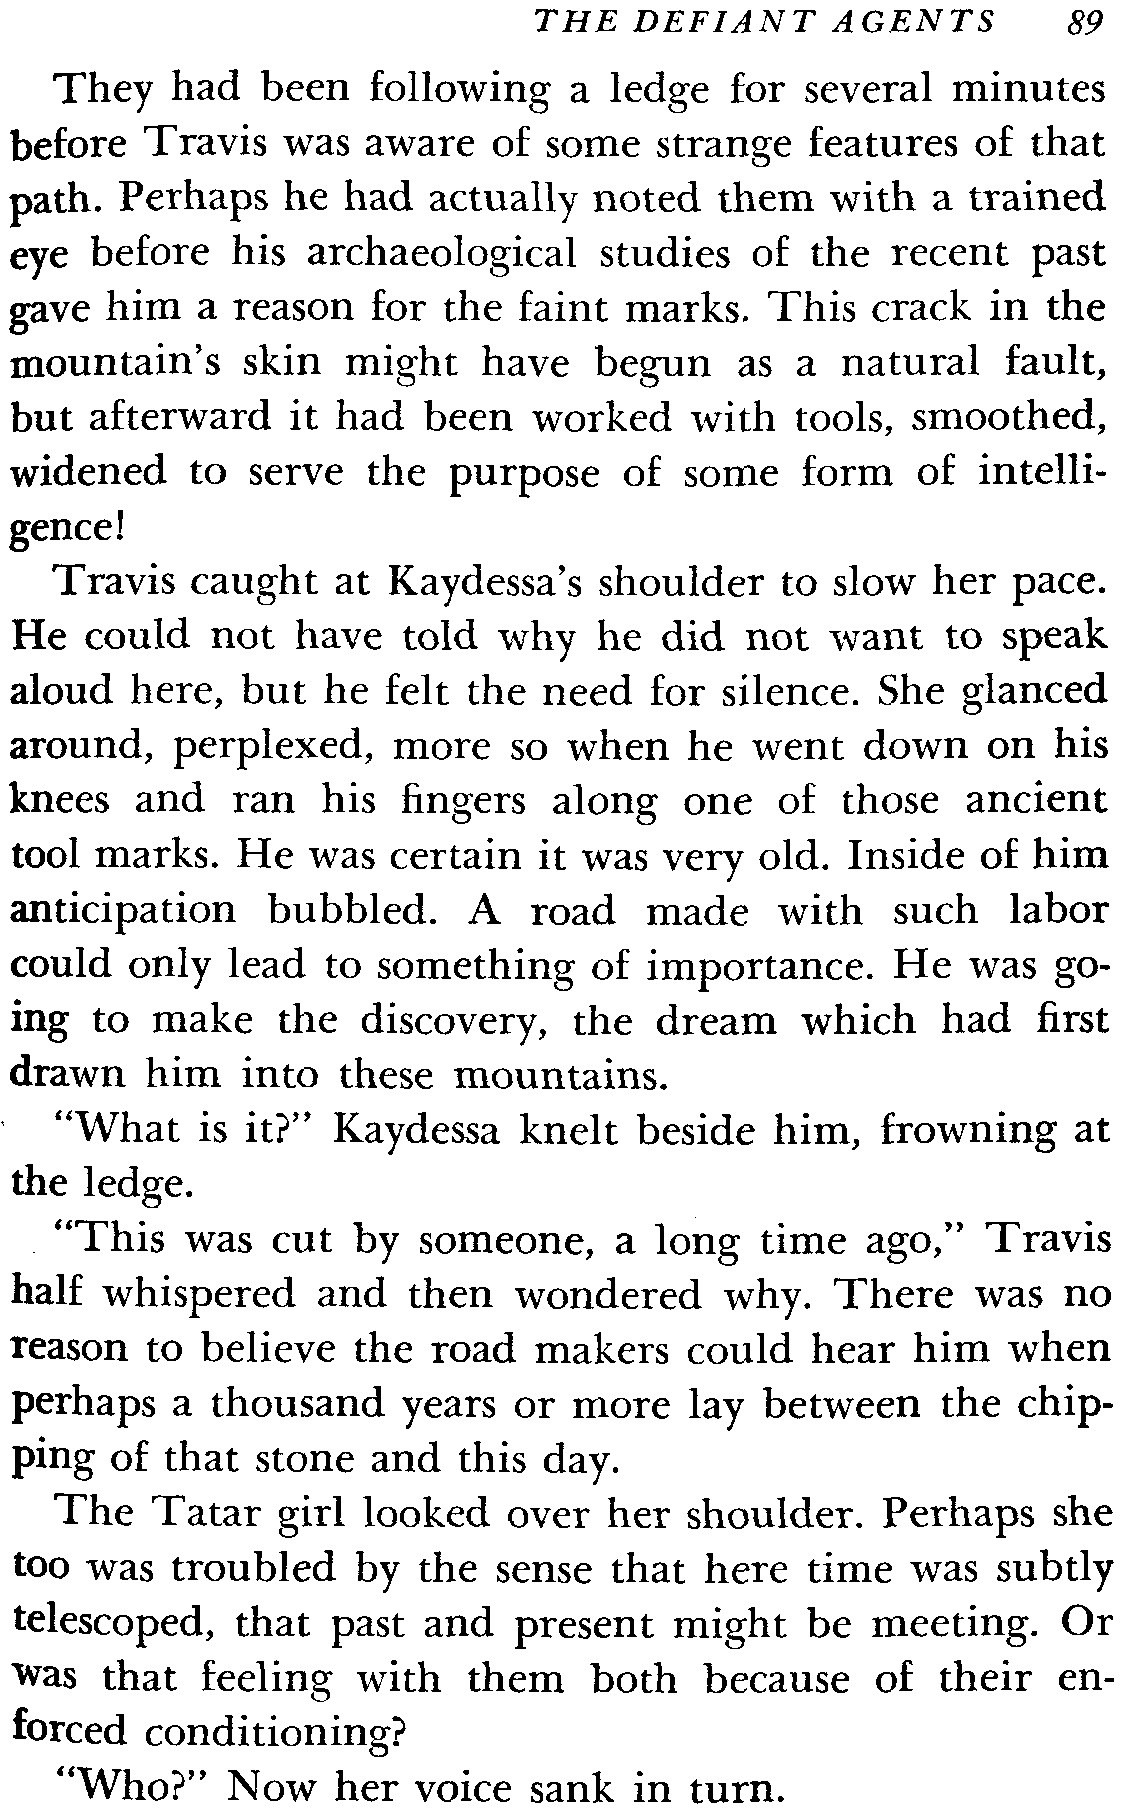 THE DEFIANT AGENTS 89
They had been following a ledge for several minutes
before Travis was aware of some strange features of that
path. Perhaps he had actually noted them with a trained
eye before his archaeological studies of the recent past
gave him a reason for the faint marks. This crack in the
mountain's skin might have begun as a natural fault,
but afterward it had been worked with tools, smoothed,
widened to serve the purpose of some form of intelli-
gence!
Travis caught at Kaydessa's shoulder to slow her pace.
He could not have told why he did not want to speak
aloud here, but he felt the need for silence. She glanced
around, perplexed, more so when he went down on his
knees and ran his fingers along one of those ancient
tool marks. He was certain it was very old. Inside of him
anticipation bubbled. A road made with such labor
could only lead to something of importance. He was go-
ing to make the discovery, the dream which had first
drawn him into these mountains.
"What is it?" Kaydessa knelt beside him, frowning at
the ledge.
"This was cut by someone, a long time ago," Travis
half whispered and then wondered why. There was no
reason to believe the road makers could hear him when
perhaps a thousand years or more lay between the chip-
ping of that stone and this day.
The Tatar girl looked over her shoulder. Perhaps she
too was troubled by the sense that here time was subtly
telescoped, that past and present might be meeting. Or
was that feeling with them both because of their en-
forced conditioning?
"Who?" Now her voice sank in turn.